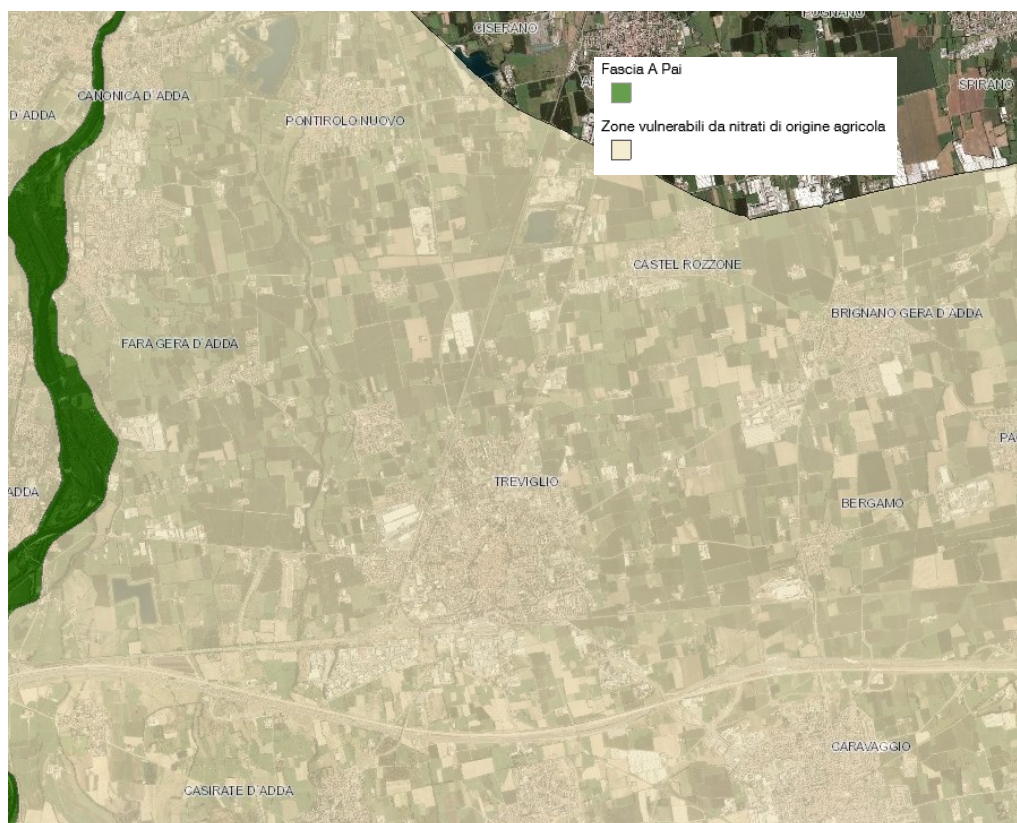 CISERANO
Fascia A Pai
SPIRANO
CANONICA D'ADDA
D'ADDA
PONTIROLO NUOVO
Zone vulnerabili da nitrati di origine agricola
CASTEL ROZZONE
BRIGNANO GERA D'ADDA
FARA GERA D'ADDA
PA
TREVIGLIO
ADDA
BERGAMO
CARAVAGGIO
CASIRATE D'ADDA